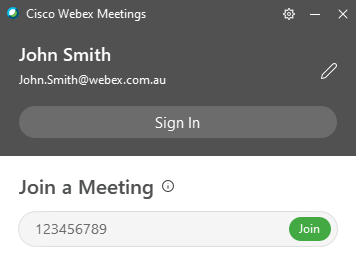 Cisco Webex Meetings
John Smith
John.Smith@webex.com.au
Sign In
Join a Meeting
123456789 Join